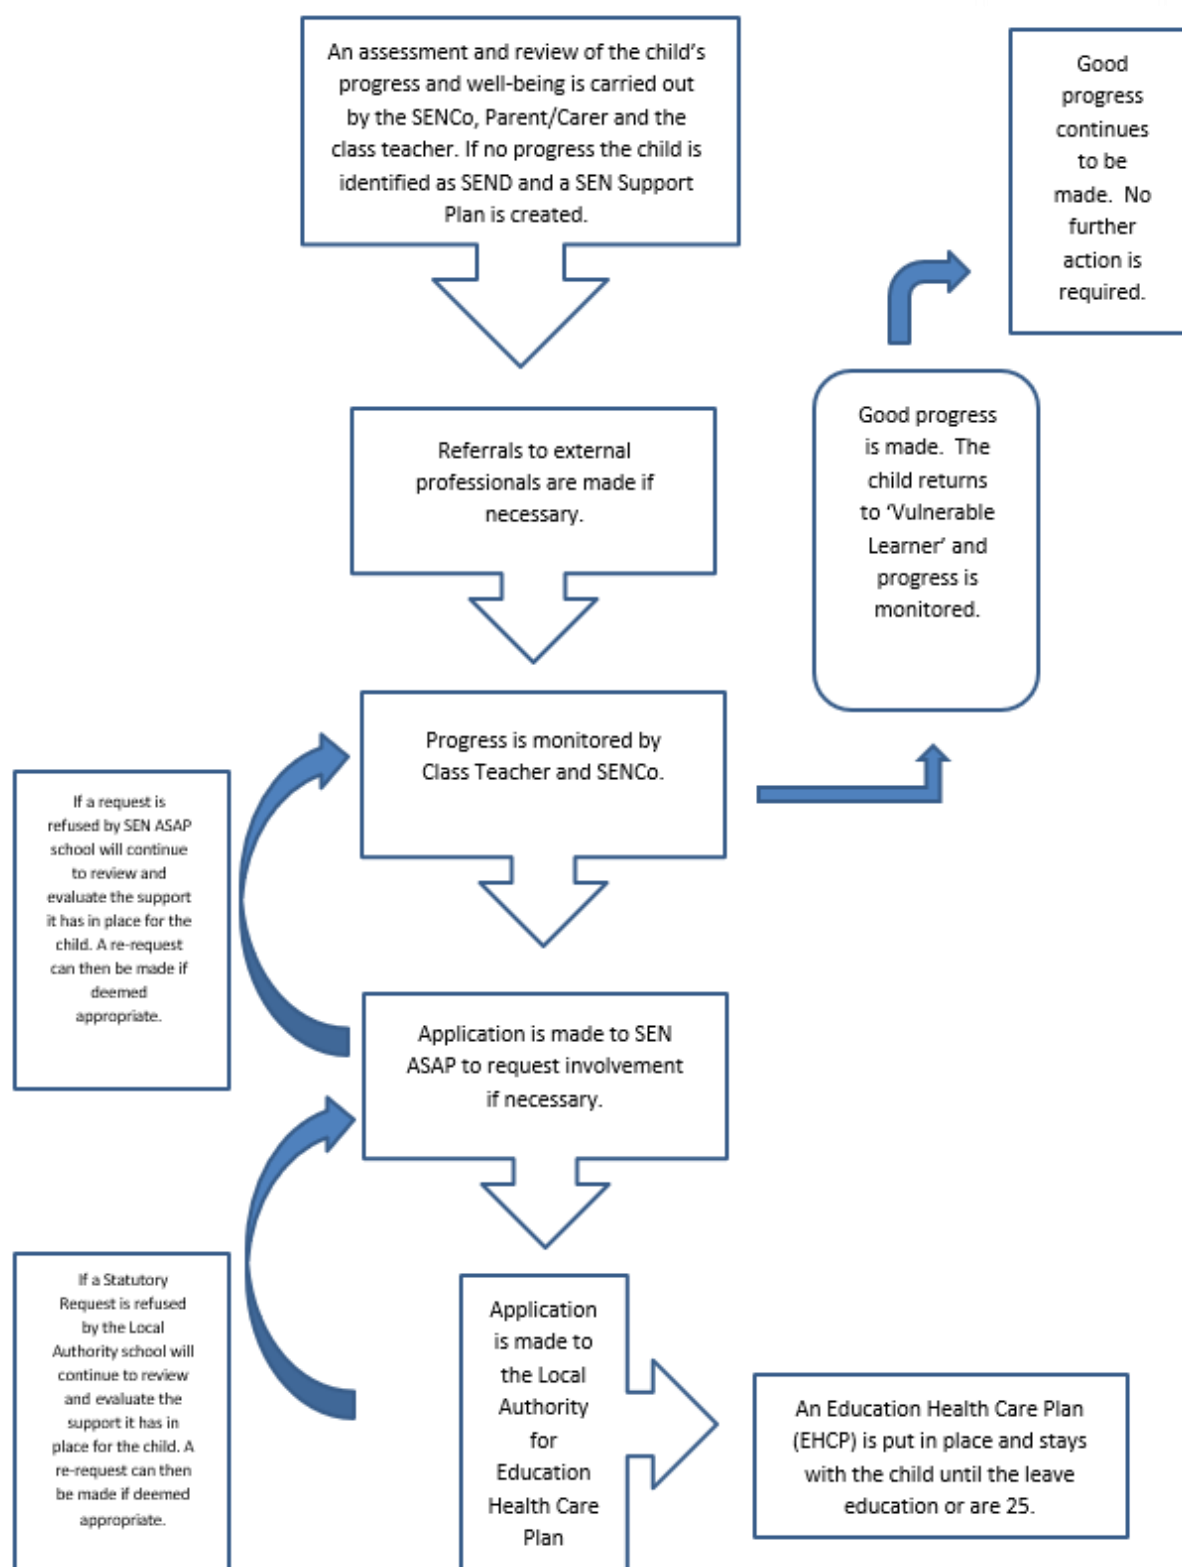 An assessment and review of the child's
progress and well-being is carried out
by the SENCo, Parent/Carer and the
class teacher. If no progress the child is
identified as SEND and a SEN Support
Plan is created.
Good
progress
continues
to be
made.  No
further
action is
required.
Referrals to external
professionals are made if
necessary.
Good progress
is made.  The
child returns
to ‘Vulnerable
Learner’ and
progress is
monitored.
Progress is monitored by
Class Teacher and SENCo.
If a request is
refused by SEN ASAP
school will continue
to review and
evaluate the support
it has in place for the
child. A re-request
can then be made if
deemed
appropriate.
Application is made to SEN
ASAP to request involvement
if necessary.
If a Statutory
Request is refused
by the Local
Authority school will
continue to review
and evaluate the
support it has in
place for the child. A
re-request can then
be made if deemed
appropriate.
Application
is made to
the Local
Authority
for
Education
Health Care
Plan
An Education Health Care Plan
(EHCP) is put in place and stays
with the child until the leave
education or are 25.